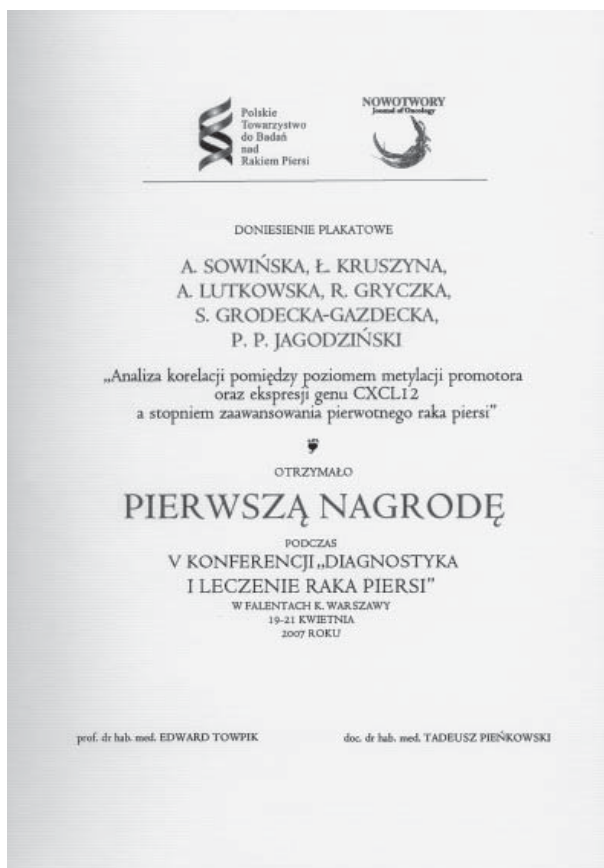 Polskie
Towarzystwo
do Badań
nad
Rakiem Piersi
NOWOTWORY
Journal of Oncology
DONIESIENIE PLAKATOWE
A. SOWIŃSKA, Ł. KRUSZYNA,
A. LUTKOWSKA, R. GRYCZKA,
S. GRODECKA-GAZDECKA,
P. P. JAGODZIŃSKI
„Analiza korelacji pomiędzy poziomem metylacji promotora
oraz ekspresji genu CXCL12
a stopniem zaawansowania pierwotnego raka piersi”
OTRZYMAŁO
PIERWSZĄ NAGRODĘ
PODCZAS
V KONFERENCJI „DIAGNOSTYKA
I LECZENIE RAKA PIERSI”
W FALENTACH K. WARSZAWY
19-21 KWIETNIA
2007 ROKU
prof. dr hab. med. EDWARD TOWPIK
doc. dr hab. med. TADEUSZ PIEŃKOWSKI